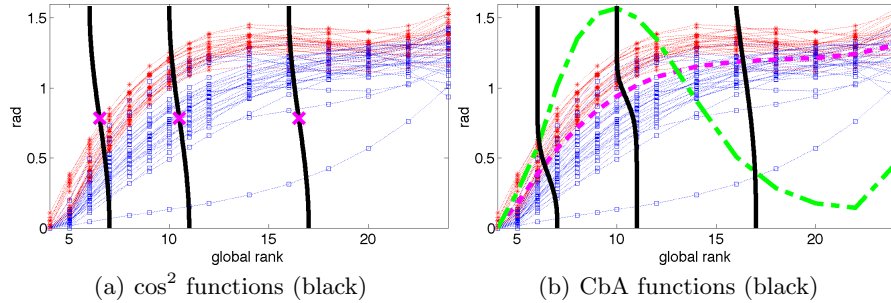 1.5
1
0.5
0
rad
5 10 15 20
global rank
(a) cos² functions (black)
1.5
1
0.5
0
rad
5 10 15 20
global rank
(b) CbA functions (black)